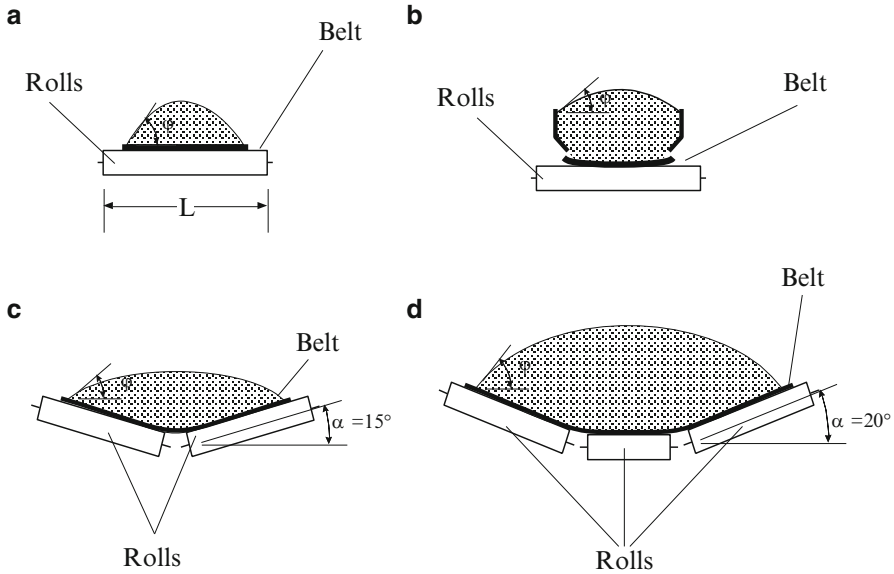 a
Belt
Rolls
φ
L
b
Belt
Rolls
φ
c
Belt
φ
α =15°
Rolls
d
Belt
φ
α =20°
Rolls